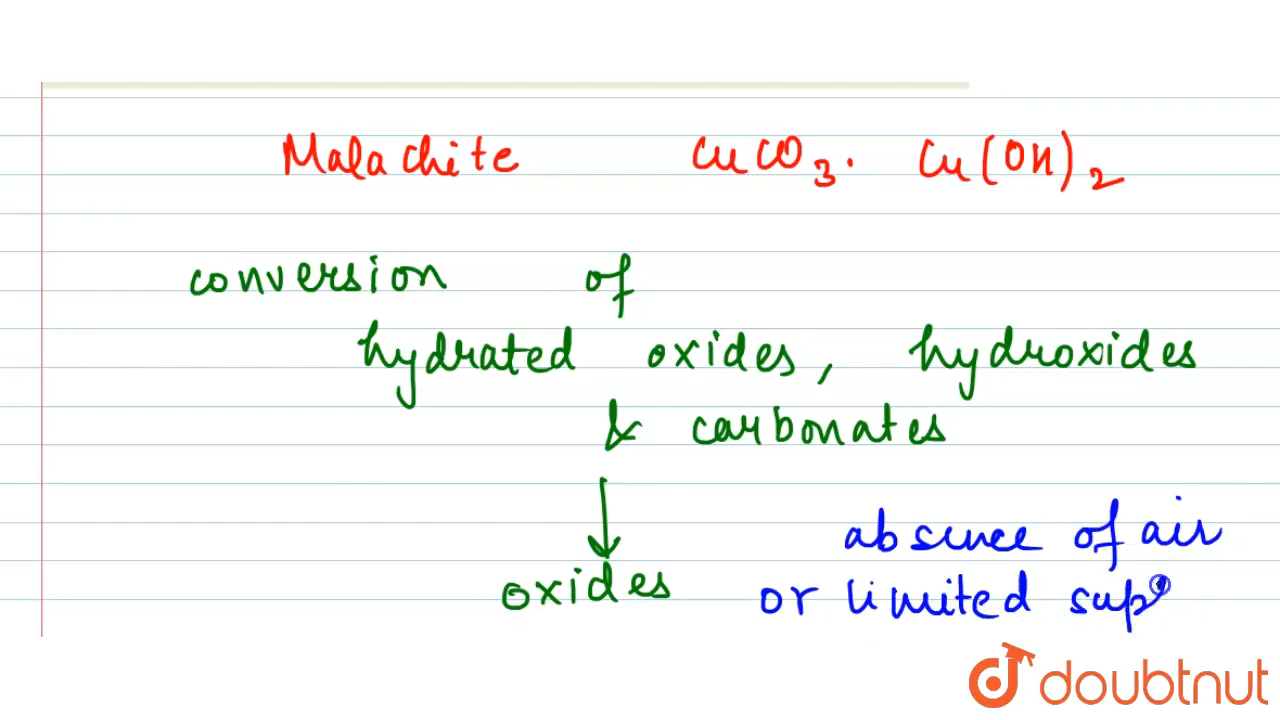 Malachite CuCO3. Cu(OH)2
conversion of
hydrated oxides, hydroxides
& carbonates
↓
oxides
absence of air
or limited sup
doubtnut